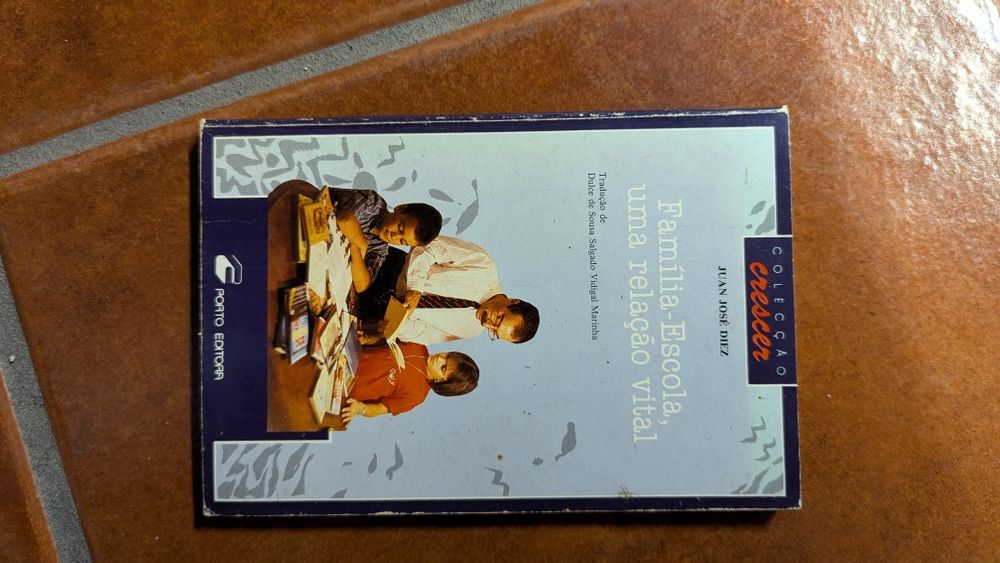 COLECÇÃO
crescer
JUAN JOSÉ DIEZ
Família-Escola,
uma relação vital
Tradução de
Dulce de Sousa Salgado Vidigal Marinha
PORTO EDITORA